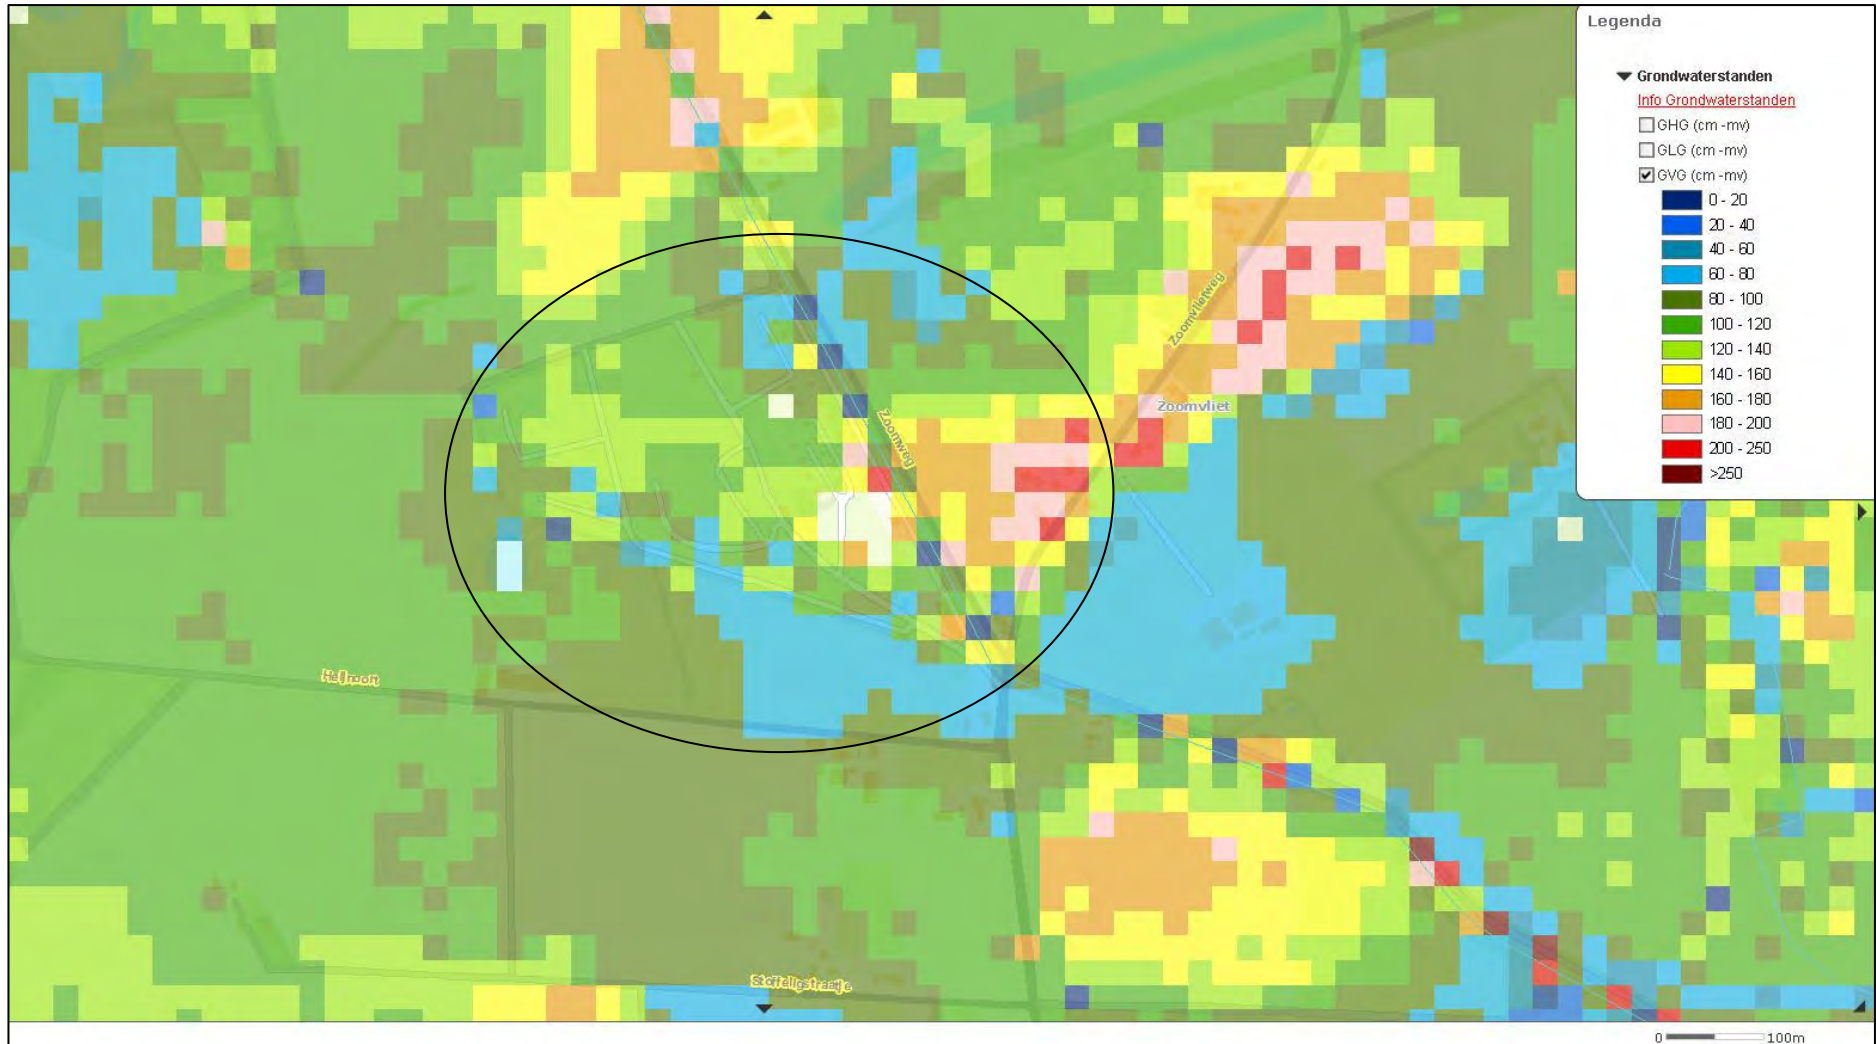 Legenda
Grondwaterstanden
Info Grondwaterstanden
GHG (cm -mv)
GLG (cm -mv)
GVG (cm -mv)
0 - 20
20 - 40
40 - 60
60 - 80
80 - 100
100 - 120
120 - 140
140 - 160
160 - 180
180 - 200
200 - 250
>250
Zoomvlietweg
Zoomvliet
Zoomweg
0 100m